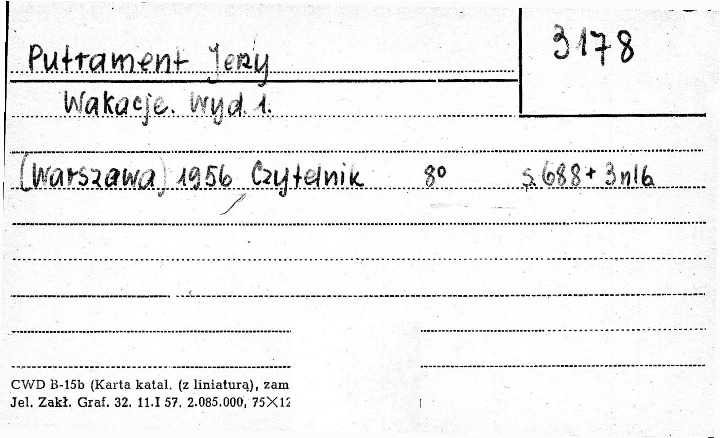 3178
Putrament Jerzy
Wakacje. Wyd. 1.
(Warszawa) 1956 Czytelnik 8° s. 688 + 3 nlb
CWD B-15b (Karta katal. (z liniaturą), zam
Jel. Zakł. Graf. 32. 11.I 57. 2.085.000, 75×12